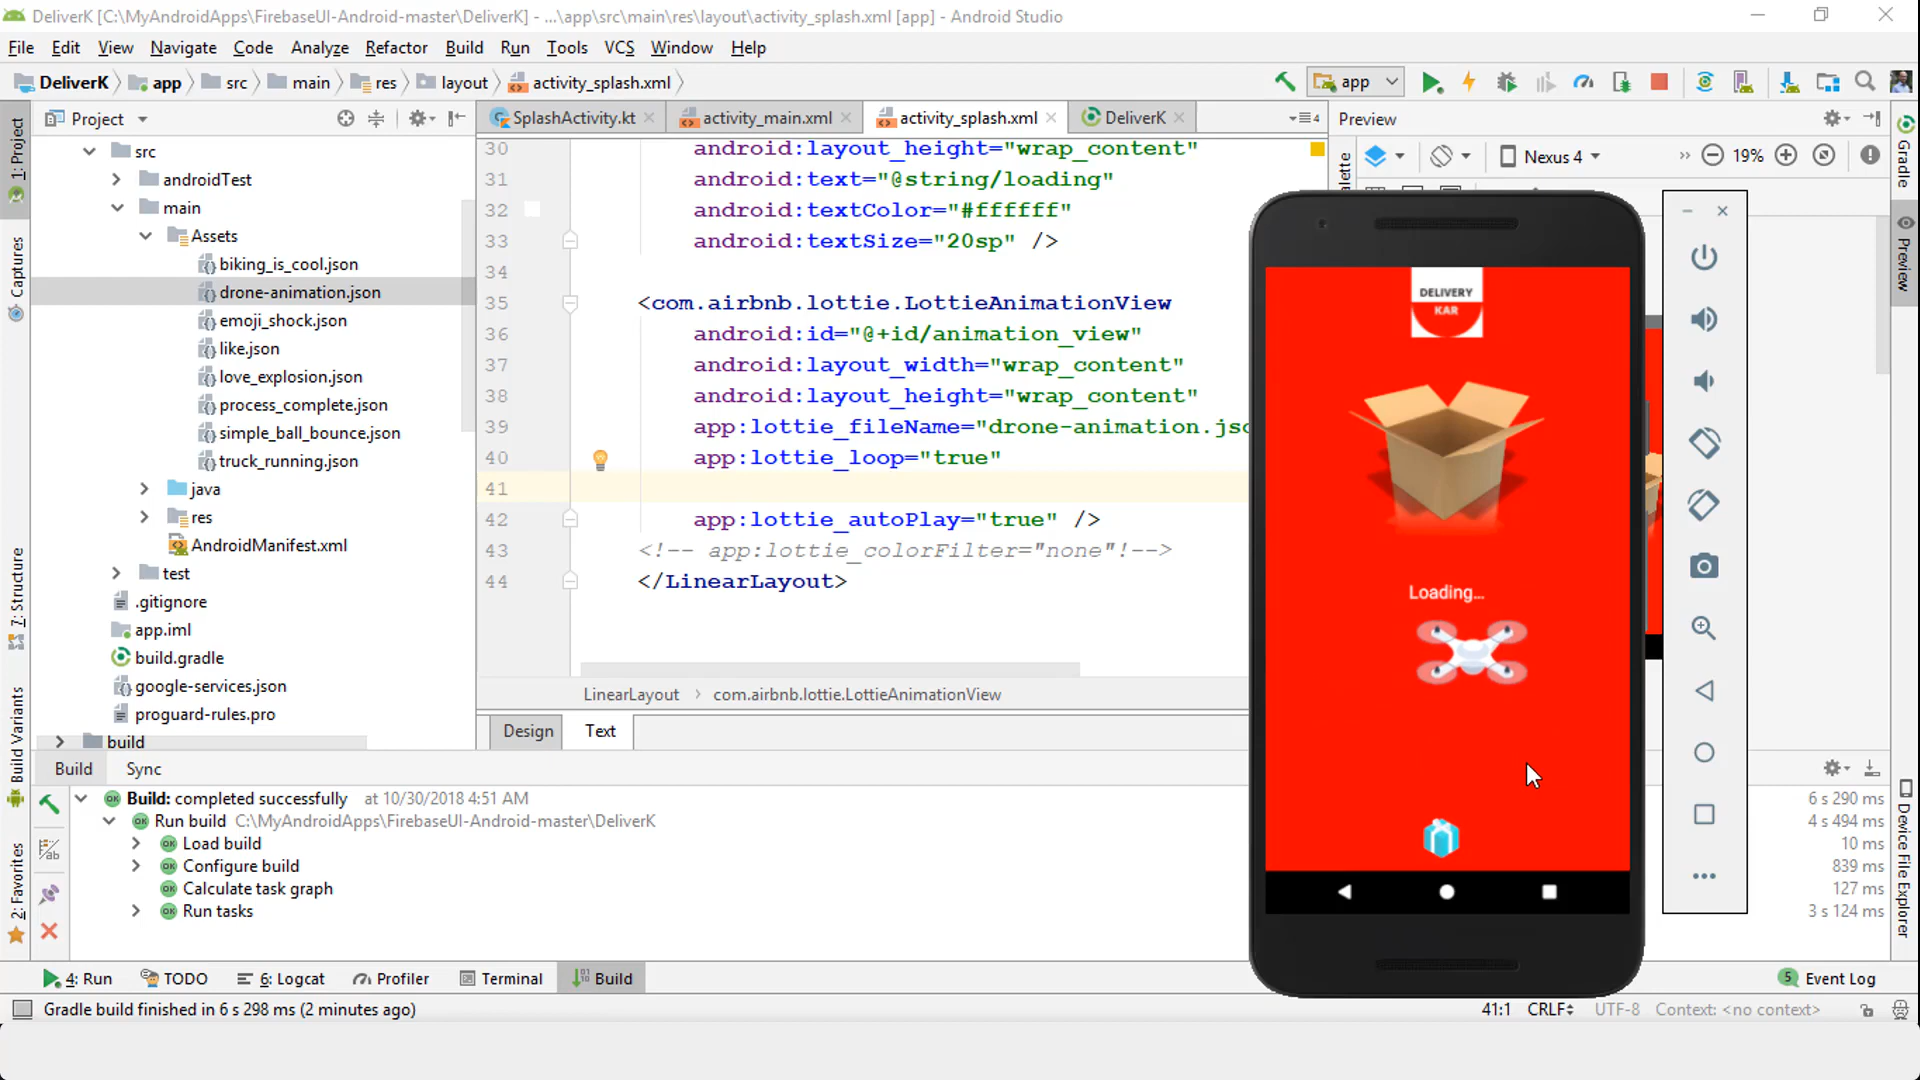 DeliverK [C:\MyAndroidApps\FirebaseUI-Android-master\DeliverK] - ...\app\src\main\res\layout\activity_splash.xml [app] - Android Studio
File Edit View Navigate Code Analyze Refactor Build Run Tools VCS Window Help
DeliverK app src main res layout activity_splash.xml app
Project SplashActivity.kt activity_main.xml activity_splash.xml DeliverK 4 Preview
Nexus 4 19%
1: Project
Captures
7: Structure
Build Variants
2: Favorites
src
androidTest
main
Assets
biking_is_cool.json
drone-animation.json
emoji_shock.json
like.json
love_explosion.json
process_complete.json
simple_ball_bounce.json
truck_running.json
java
res
AndroidManifest.xml
test
.gitignore
app.iml
build.gradle
google-services.json
proguard-rules.pro
build
30 android:layout_height="wrap_content"
31 android:text="@string/loading"
32 android:textColor="#ffffff"
33 android:textSize="20sp" />
34
35 <com.airbnb.lottie.LottieAnimationView
36 android:id="@+id/animation_view"
37 android:layout_width="wrap_content"
38 android:layout_height="wrap_content"
39 app:lottie_fileName="drone-animation.jso
40 app:lottie_loop="true"
41
42 app:lottie_autoPlay="true" />
43 <!-- app:lottie_colorFilter="none"!-->
44 </LinearLayout>
LinearLayout com.airbnb.lottie.LottieAnimationView
Design Text
alette
DELIVERY
KAR
Loading...
Gradle
Preview
Device File Explorer
Build Sync
Build: completed successfully at 10/30/2018 4:51 AM 6 s 290 ms
Run build C:\MyAndroidApps\FirebaseUI-Android-master\DeliverK 4 s 494 ms
Load build 10 ms
Configure build 839 ms
Calculate task graph 127 ms
Run tasks 3 s 124 ms
4: Run TODO 6: Logcat Profiler Terminal Build 5 Event Log
Gradle build finished in 6 s 298 ms (2 minutes ago) 41:1 CRLF UTF-8 Context: <no context>